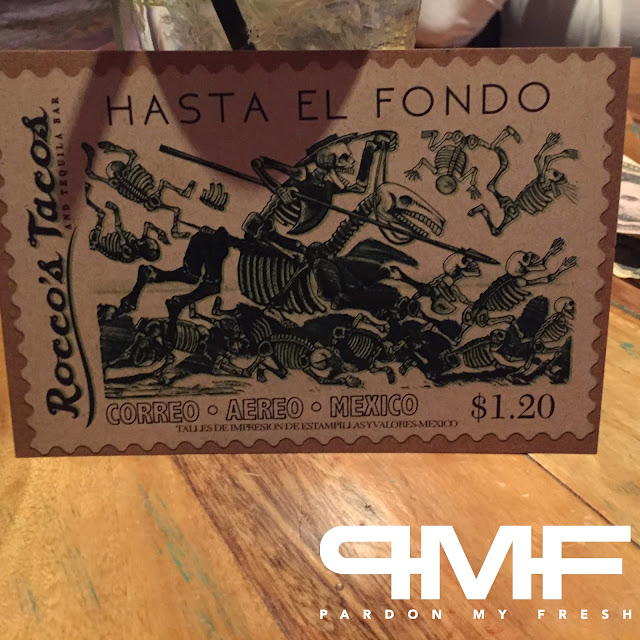 HASTA EL FONDO
Rocco's Tacos
AND TEQUILA BAR
CORREO • AEREO • MEXICO
$1.20
TALLES DE IMPRESION DE ESTAMPILLAS Y VALORES-MEXICO
PMF
PARDON MY FRESH